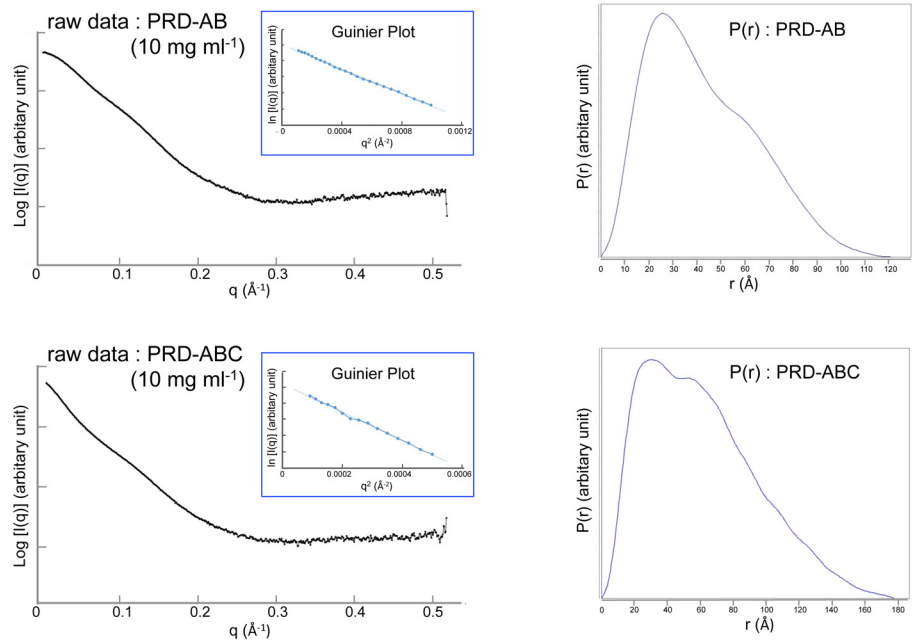 raw data : PRD-AB
(10 mg ml-1)
Log [I(q)] (arbitary unit)
0 0.1 0.2 0.3 0.4 0.5
q (Å-1)
Guinier Plot
ln [I(q)] (arbitary unit)
0 0.0004 0.0008 0.0012
q2 (Å-2)
P(r) : PRD-AB
P(r) (arbitary unit)
0 10 20 30 40 50 60 70 80 90 100 110 120
r (Å)
raw data : PRD-ABC
(10 mg ml-1)
Log [I(q)] (arbitary unit)
0 0.1 0.2 0.3 0.4 0.5
q (Å-1)
Guinier Plot
ln [I(q)] (arbitary unit)
0 0.0002 0.0004 0.0006
q2 (Å-2)
P(r) : PRD-ABC
P(r) (arbitary unit)
0 20 40 60 80 100 120 140 160 180
r (Å)